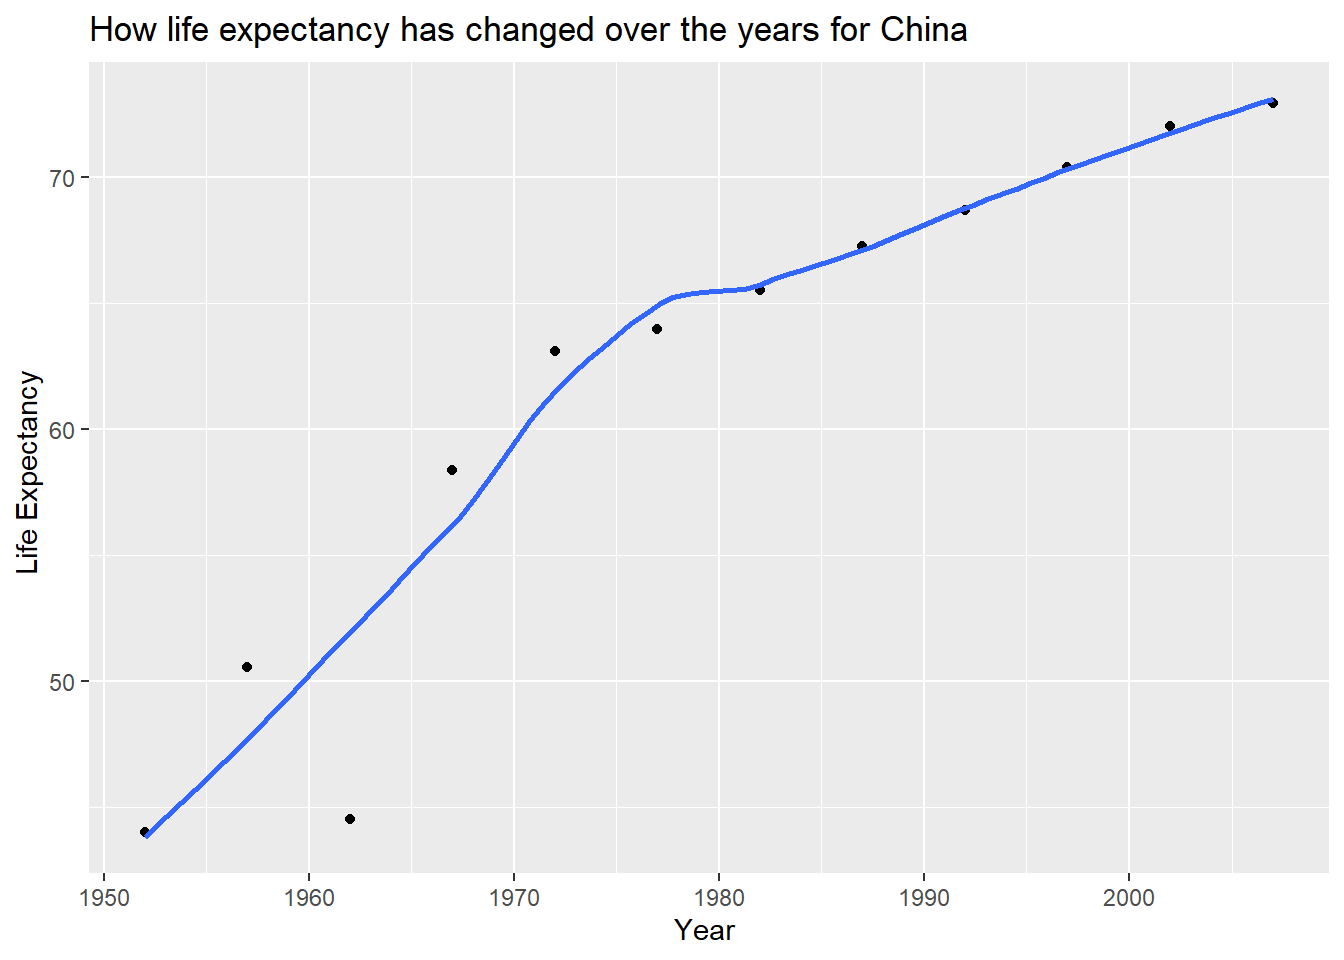 How life expectancy has changed over the years for China
70
60
50
Life Expectancy
1950 1960 1970 1980 1990 2000
Year